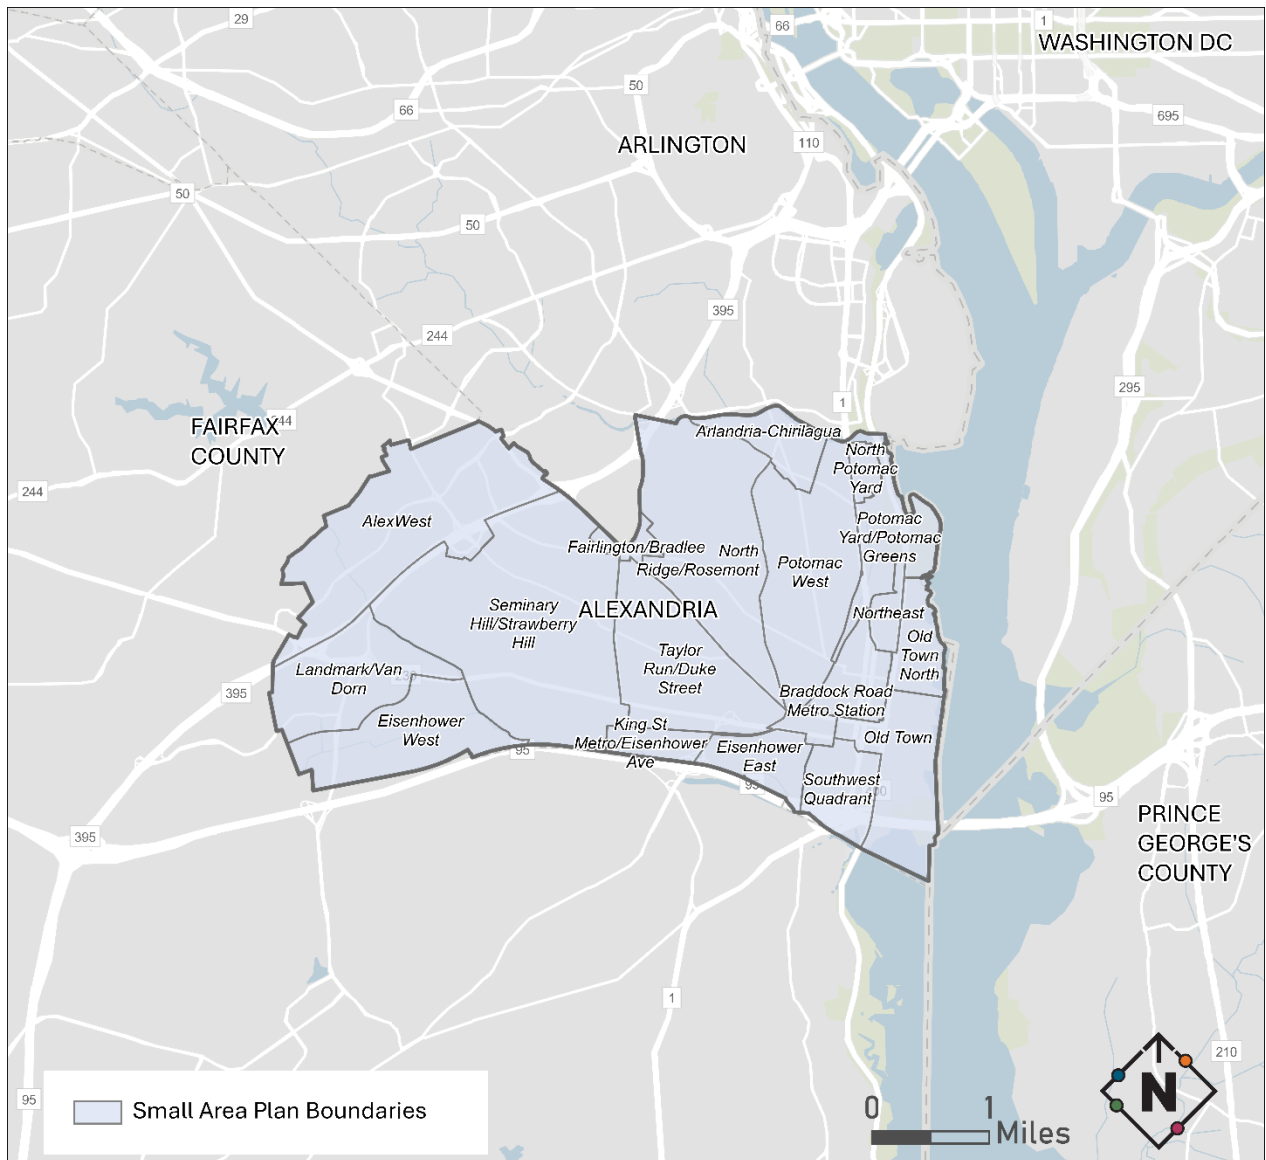 29
66
1
WASHINGTON DC
50
66
695
ARLINGTON
110
50
50
395
244
295
1
FAIRFAX
COUNTY
Arlandria-Chirilagua
North
Potomac
Yard
244
AlexWest
Potomac
Yard/Potomac
Greens
Fairlington/Bradlee
North
Ridge/Rosemont
Potomac
West
Seminary
Hill/Strawberry
Hill
ALEXANDRIA
Northeast
Old
Town
North
Taylor
Run/Duke
Street
Landmark/Van
Dorn
395
Braddock Road
Metro Station
Eisenhower
West
King St
Metro/Eisenhower
Ave
Eisenhower
East
Old Town
95
Southwest
Quadrant
95
95
395
PRINCE
GEORGE'S
COUNTY
1
210
95
Small Area Plan Boundaries
0
1
Miles
N